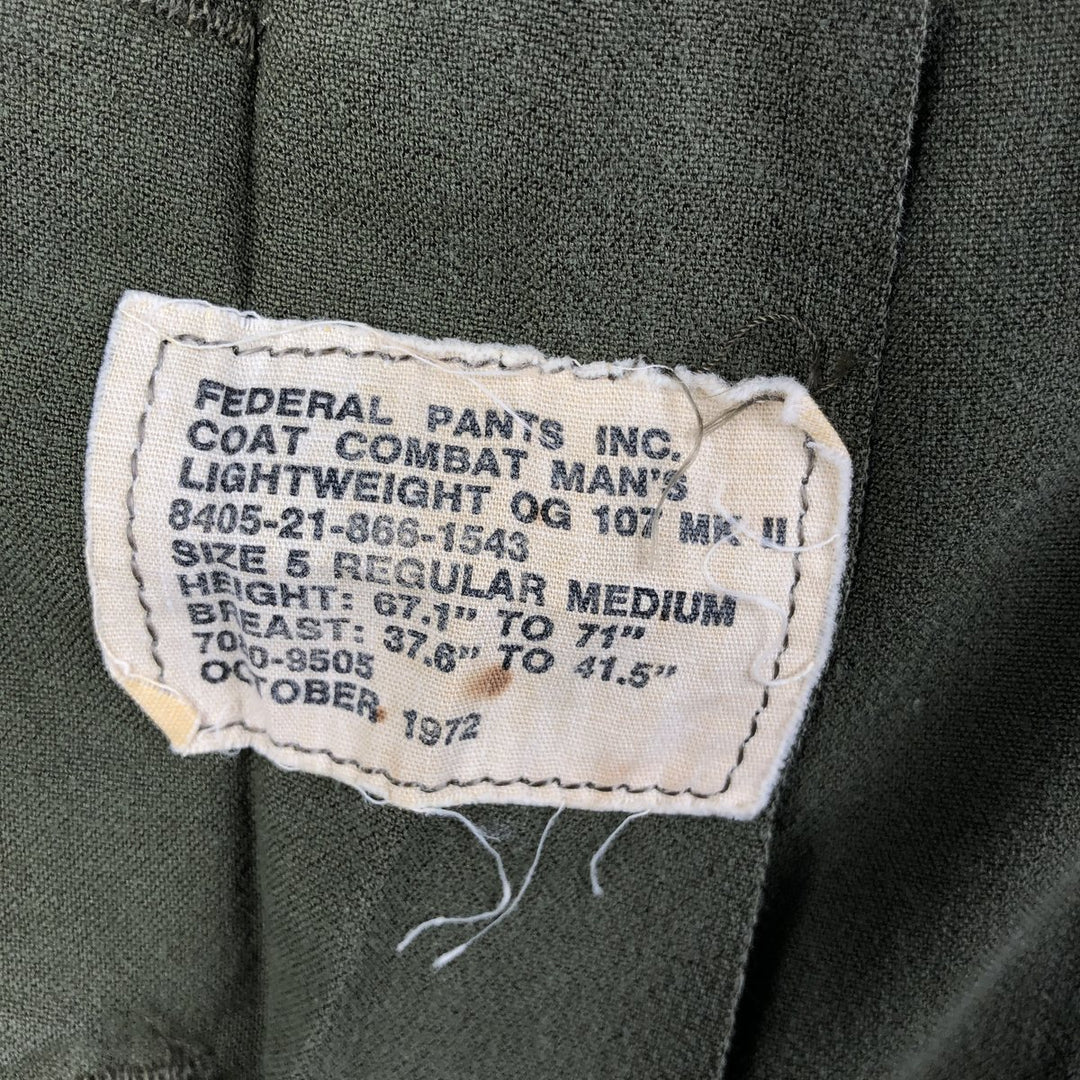 FEDERAL PANTS INC.
COAT COMBAT MAN'S
LIGHTWEIGHT OG 107 MK II
8405-21-866-1543
SIZE 5 REGULAR MEDIUM
HEIGHT: 67.1" TO 71"
BREAST: 37.6" TO 41.5"
OCTOBER 1972